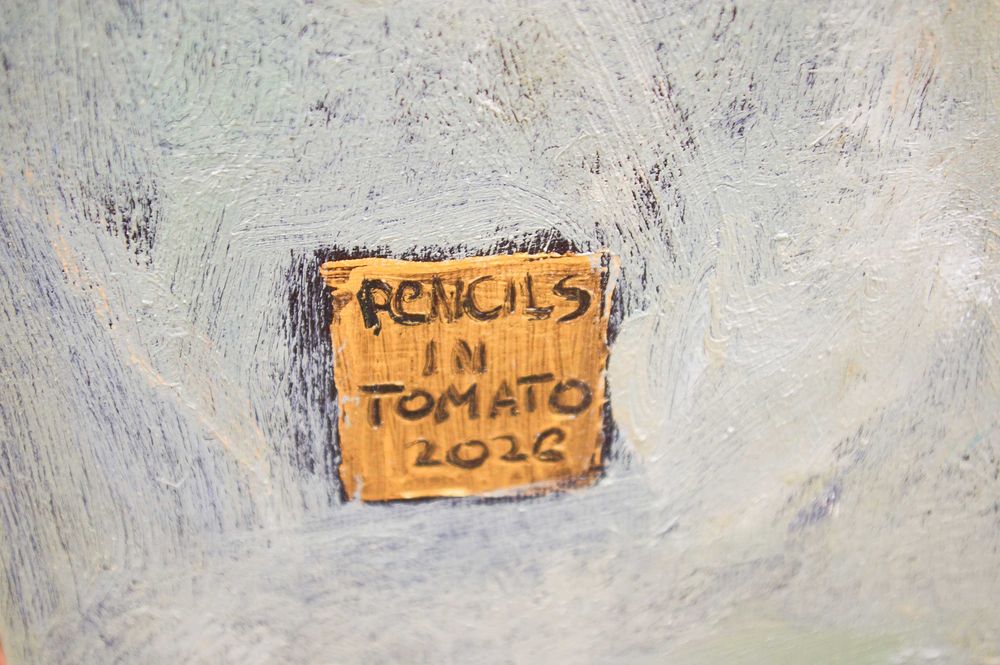 PENCILS
IN
TOMATO
2026